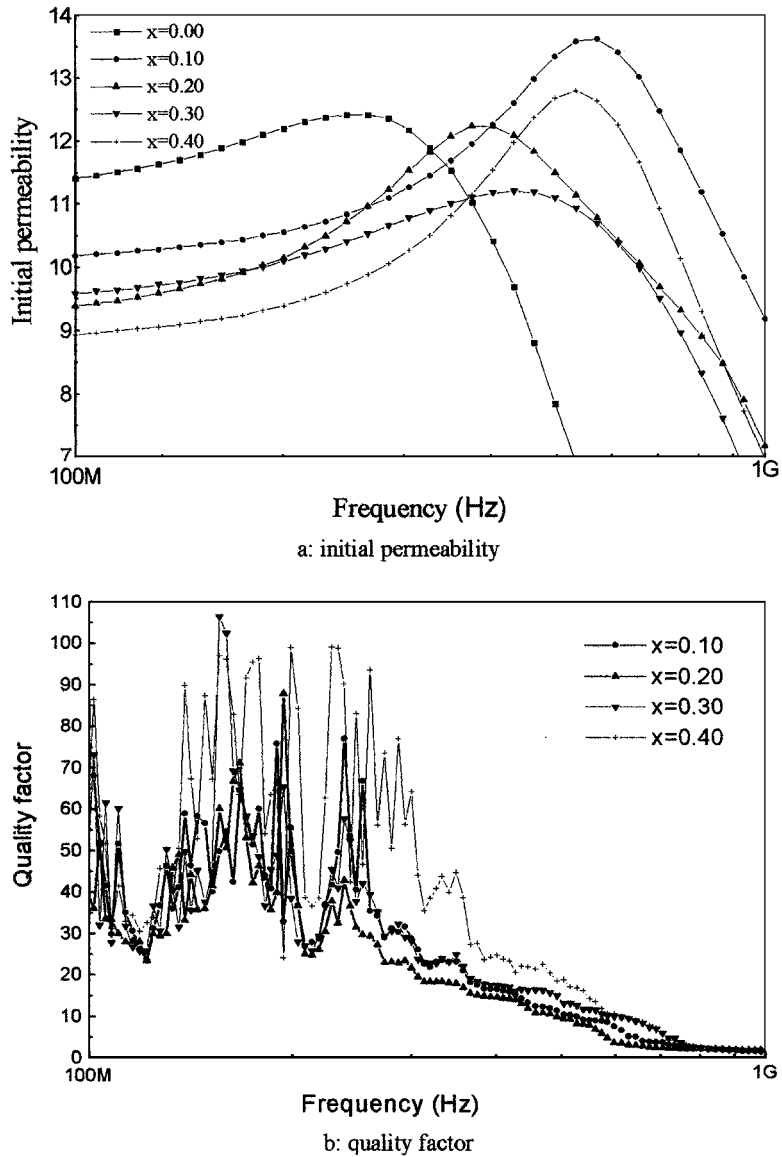 14
13
12
11
10
9
8
7
x=0.00
x=0.10
x=0.20
x=0.30
x=0.40
Initial permeability
100M
1G
Frequency (Hz)
a: initial permeability
110
100
90
80
70
60
50
40
30
20
10
0
x=0.10
x=0.20
x=0.30
x=0.40
Quality factor
100M
1G
Frequency (Hz)
b: quality factor